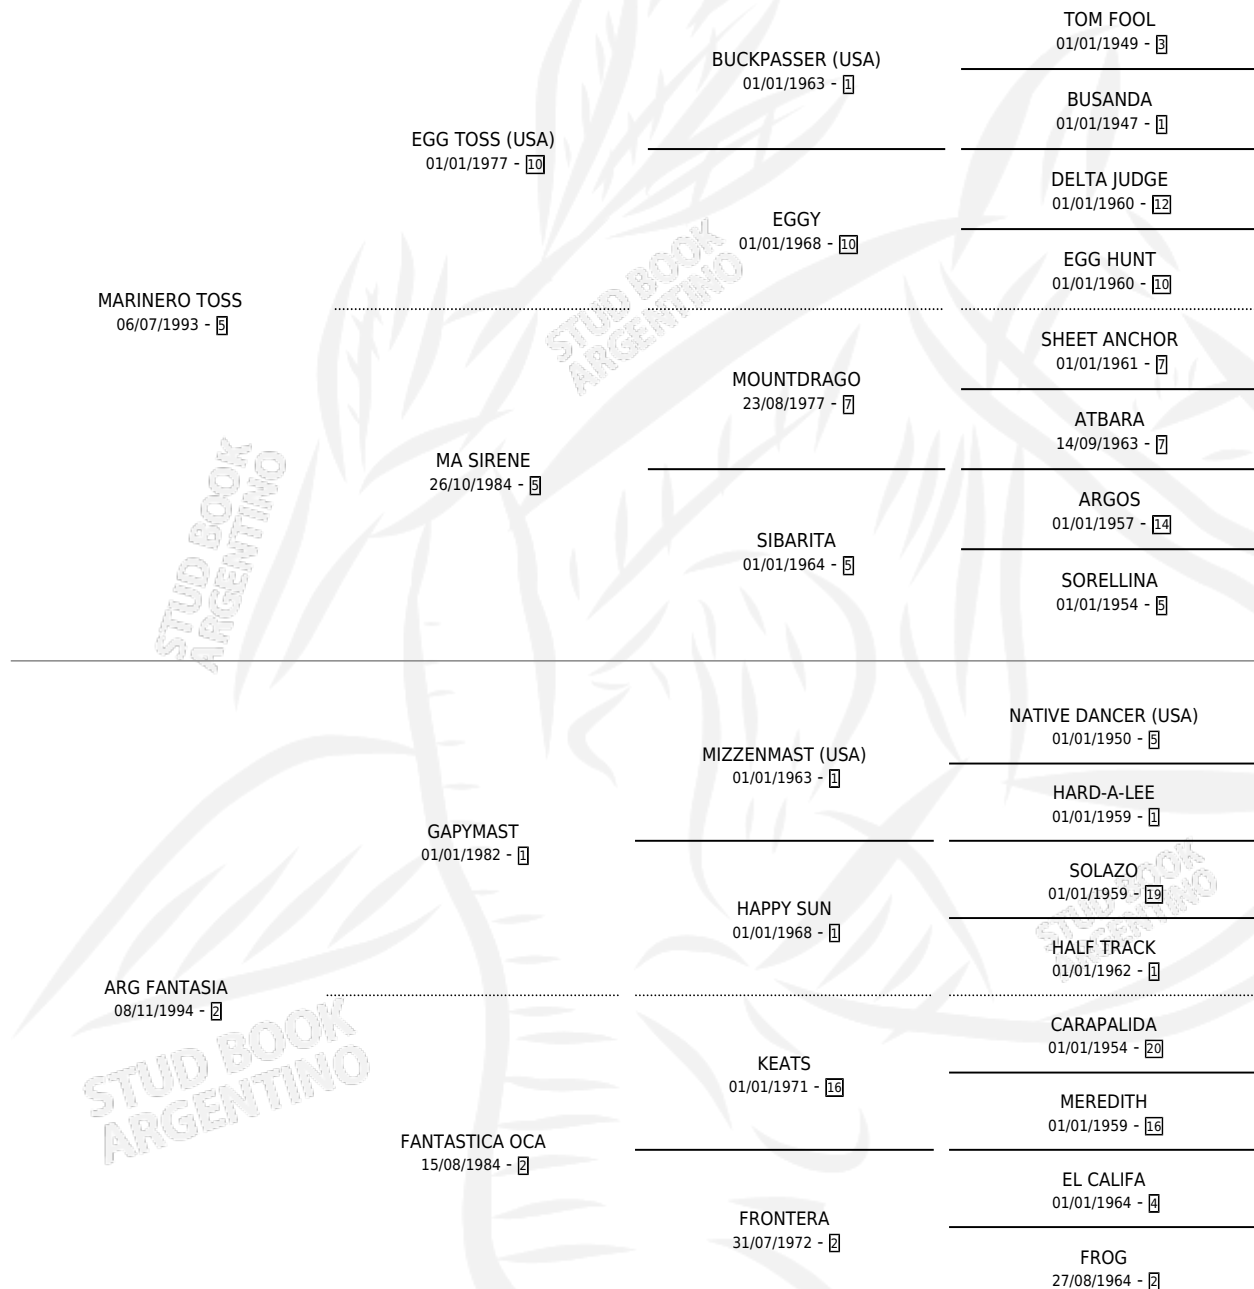 MARINERO TOSS
06/07/1993 - 5
EGG TOSS (USA)
01/01/1977 - 10
MA SIRENE
26/10/1984 - 5
BUCKPASSER (USA)
01/01/1963 - 1
EGGY
01/01/1968 - 10
MOUNTDRAGO
23/08/1977 - 7
SIBARITA
01/01/1964 - 5
TOM FOOL
01/01/1949 - 3
BUSANDA
01/01/1947 - 1
DELTA JUDGE
01/01/1960 - 12
EGG HUNT
01/01/1960 - 10
SHEET ANCHOR
01/01/1961 - 7
ATBARA
14/09/1963 - 7
ARGOS
01/01/1957 - 14
SORELLINA
01/01/1954 - 5
ARG FANTASIA
08/11/1994 - 2
GAPYMAST
01/01/1982 - 1
FANTASTICA OCA
15/08/1984 - 2
MIZZENMAST (USA)
01/01/1963 - 1
HAPPY SUN
01/01/1968 - 1
KEATS
01/01/1971 - 16
FRONTERA
31/07/1972 - 2
NATIVE DANCER (USA)
01/01/1950 - 5
HARD-A-LEE
01/01/1959 - 1
SOLAZO
01/01/1959 - 19
HALF TRACK
01/01/1962 - 1
CARAPALIDA
01/01/1954 - 20
MEREDITH
01/01/1959 - 16
EL CALIFA
01/01/1964 - 4
FROG
27/08/1964 - 2
STUD BOOK
ARGENTINO
STUD BOOK
ARGENTINO
STUD BOOK
ARGENTINO
STUD BOOK
ARGENTINO